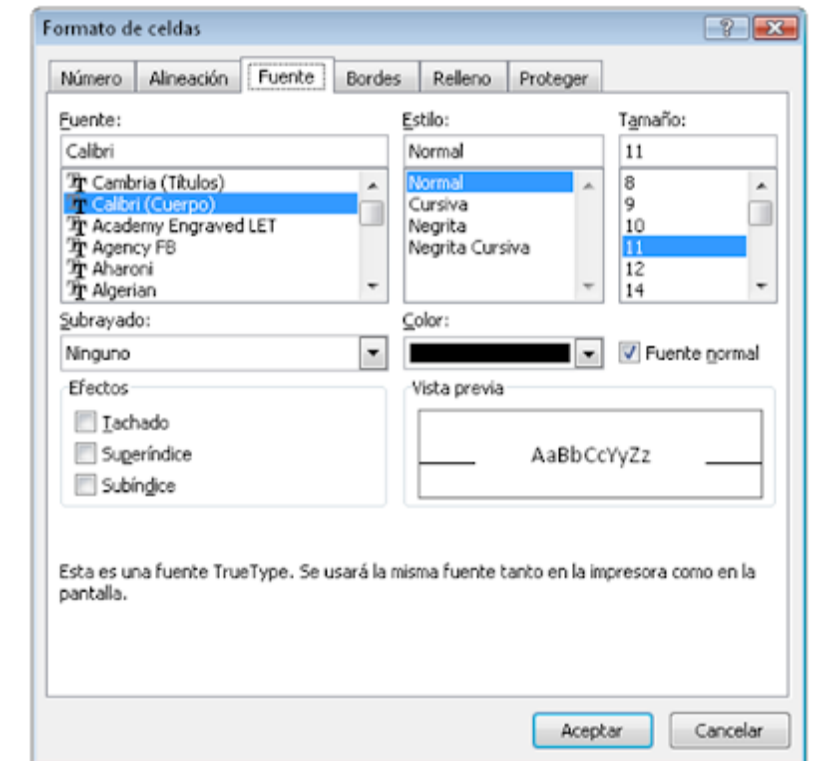 Formato de celdas
Número Alineación Fuente Bordes Relleno Proteger
Fuente: Estilo: Tamaño:
Calibri Normal 11
Cambria (Títulos) Normal 8
Calibri (Cuerpo) Cursiva 9
Academy Engraved LET Negrita 10
Agency FB Negrita Cursiva 11
Aharoni 12
Algerian 14
Subrayado: Color:
Ninguno Fuente normal
Efectos Vista previa
Tachado
Superíndice AaBbCcYyZz
Subíndice
Esta es una fuente TrueType. Se usará la misma fuente tanto en la impresora como en la
pantalla.
Aceptar Cancelar